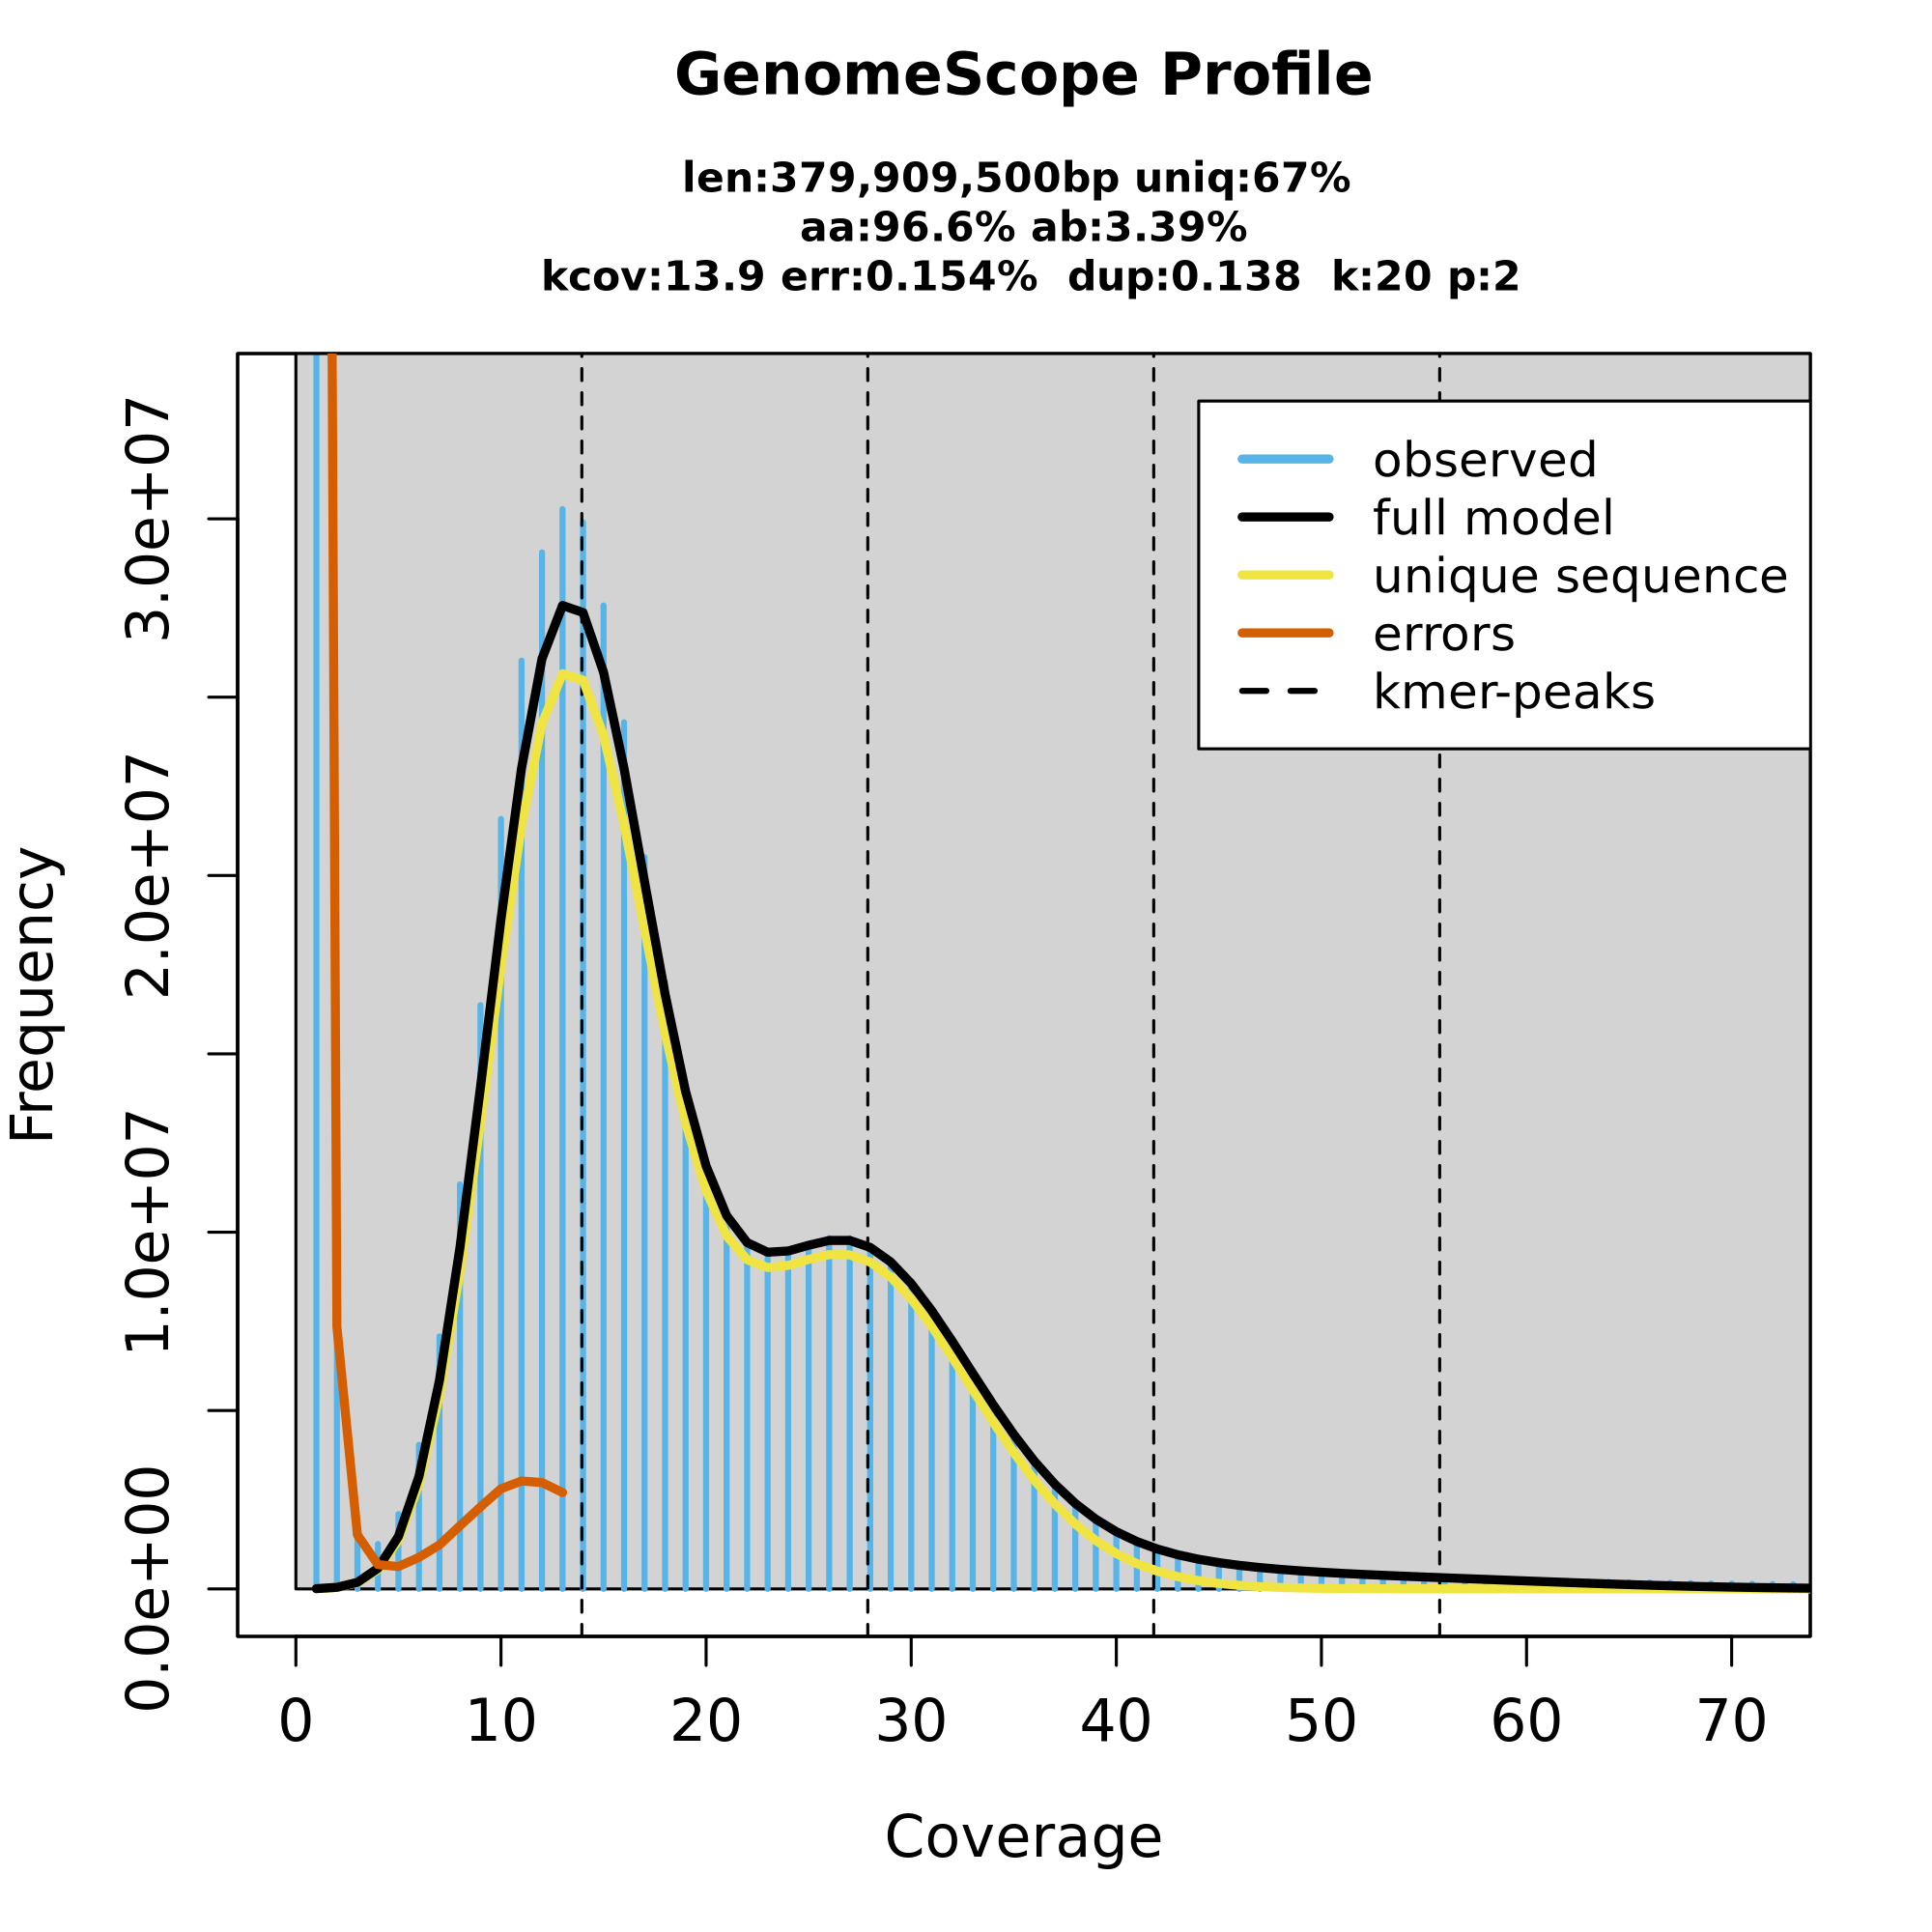 GenomeScope Profile
len:379,909,500bp uniq:67%
aa:96.6% ab:3.39%
kcov:13.9 err:0.154% dup:0.138 k:20 p:2
observed
full model
unique sequence
errors
kmer-peaks
Frequency
3.0e+07
2.0e+07
1.0e+07
0.0e+00
0 10 20 30 40 50 60 70
Coverage